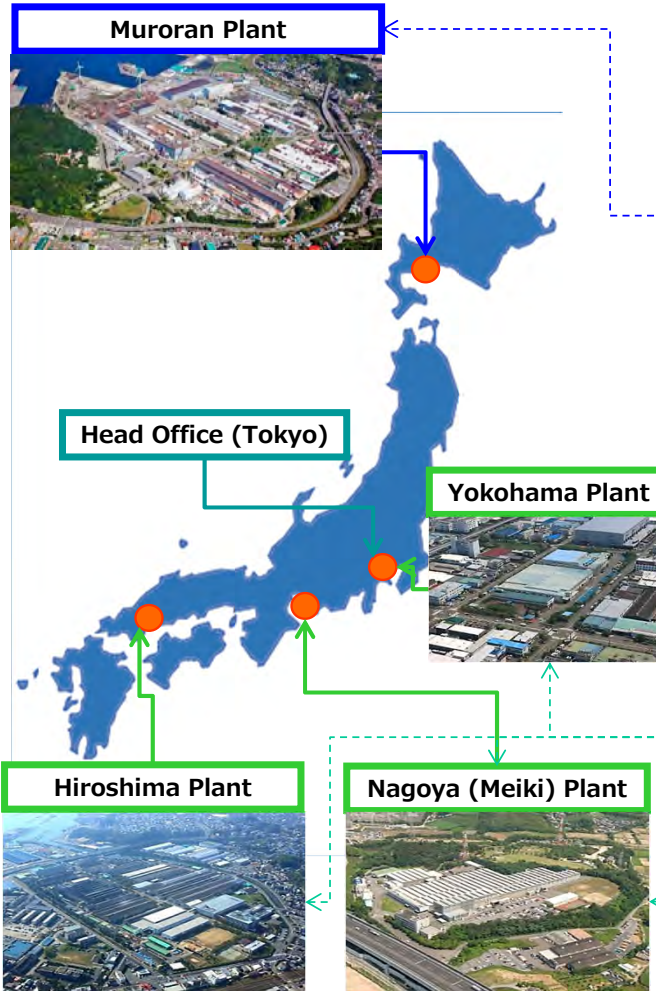 Muroran Plant
Head Office (Tokyo)
Yokohama Plant
Hiroshima Plant
Nagoya (Meiki) Plant